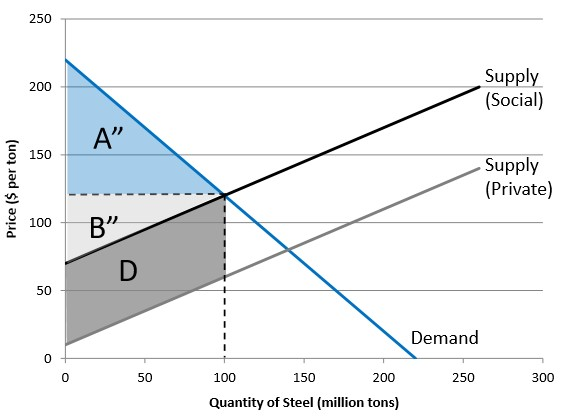 250
200
150
100
50
0
Price ($ per ton)
A”
B”
D
Supply
(Social)
Supply
(Private)
Demand
0 50 100 150 200 250 300
Quantity of Steel (million tons)